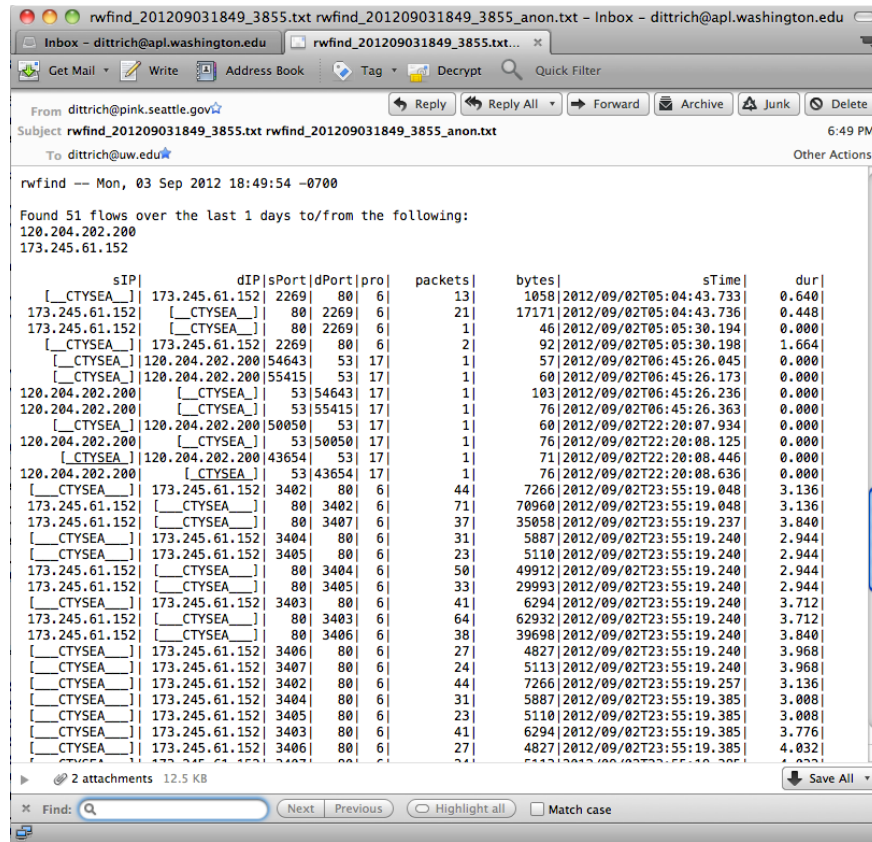 rwfind_201209031849_3855.txt rwfind_201209031849_3855_anon.txt – Inbox – dittrich@apl.washington.edu
Inbox – dittrich@apl.washington.edu rwfind_201209031849_3855.txt... ×
Get Mail Write Address Book Tag Decrypt Quick Filter
From dittrich@pink.seattle.gov Reply Reply All Forward Archive Junk Delete
Subject rwfind_201209031849_3855.txt rwfind_201209031849_3855_anon.txt 6:49 PM
To dittrich@uw.edu Other Actions
rwfind -- Mon, 03 Sep 2012 18:49:54 -0700
Found 51 flows over the last 1 days to/from the following:
120.204.202.200
173.245.61.152
sIP| dIP|sPort|dPort|pro| packets| bytes| sTime| dur|
[__CTYSEA__]| 173.245.61.152| 2269| 80| 6| 13| 1058|2012/09/02T05:04:43.733| 0.640|
173.245.61.152| [__CTYSEA__]| 80| 2269| 6| 21| 17171|2012/09/02T05:04:43.736| 0.448|
173.245.61.152| [__CTYSEA__]| 80| 2269| 6| 1| 46|2012/09/02T05:05:30.194| 0.000|
[__CTYSEA__]| 173.245.61.152| 2269| 80| 6| 2| 92|2012/09/02T05:05:30.198| 1.664|
[__CTYSEA_]|120.204.202.200|54643| 53| 17| 1| 57|2012/09/02T06:45:26.045| 0.000|
[__CTYSEA_]|120.204.202.200|55415| 53| 17| 1| 60|2012/09/02T06:45:26.173| 0.000|
120.204.202.200| [__CTYSEA_]| 53|54643| 17| 1| 103|2012/09/02T06:45:26.236| 0.000|
120.204.202.200| [__CTYSEA_]| 53|55415| 17| 1| 76|2012/09/02T06:45:26.363| 0.000|
[__CTYSEA_]|120.204.202.200|50050| 53| 17| 1| 60|2012/09/02T22:20:07.934| 0.000|
120.204.202.200| [__CTYSEA_]| 53|50050| 17| 1| 76|2012/09/02T22:20:08.125| 0.000|
[_CTYSEA_]|120.204.202.200|43654| 53| 17| 1| 71|2012/09/02T22:20:08.446| 0.000|
120.204.202.200| [_CTYSEA_]| 53|43654| 17| 1| 76|2012/09/02T22:20:08.636| 0.000|
[___CTYSEA___]| 173.245.61.152| 3402| 80| 6| 44| 7266|2012/09/02T23:55:19.048| 3.136|
173.245.61.152| [___CTYSEA___]| 80| 3402| 6| 71| 70960|2012/09/02T23:55:19.048| 3.136|
173.245.61.152| [___CTYSEA___]| 80| 3407| 6| 37| 35058|2012/09/02T23:55:19.237| 3.840|
[___CTYSEA___]| 173.245.61.152| 3404| 80| 6| 31| 5887|2012/09/02T23:55:19.240| 2.944|
[___CTYSEA___]| 173.245.61.152| 3405| 80| 6| 23| 5110|2012/09/02T23:55:19.240| 2.944|
173.245.61.152| [___CTYSEA___]| 80| 3404| 6| 50| 49912|2012/09/02T23:55:19.240| 2.944|
173.245.61.152| [___CTYSEA___]| 80| 3405| 6| 33| 29993|2012/09/02T23:55:19.240| 2.944|
[___CTYSEA___]| 173.245.61.152| 3403| 80| 6| 41| 6294|2012/09/02T23:55:19.240| 3.712|
173.245.61.152| [___CTYSEA___]| 80| 3403| 6| 64| 62932|2012/09/02T23:55:19.240| 3.712|
173.245.61.152| [___CTYSEA___]| 80| 3406| 6| 38| 39698|2012/09/02T23:55:19.240| 3.840|
[___CTYSEA___]| 173.245.61.152| 3406| 80| 6| 27| 4827|2012/09/02T23:55:19.240| 3.968|
[___CTYSEA___]| 173.245.61.152| 3407| 80| 6| 24| 5113|2012/09/02T23:55:19.240| 3.968|
[___CTYSEA___]| 173.245.61.152| 3402| 80| 6| 44| 7266|2012/09/02T23:55:19.257| 3.136|
[___CTYSEA___]| 173.245.61.152| 3404| 80| 6| 31| 5887|2012/09/02T23:55:19.385| 3.008|
[___CTYSEA___]| 173.245.61.152| 3405| 80| 6| 23| 5110|2012/09/02T23:55:19.385| 3.008|
[___CTYSEA___]| 173.245.61.152| 3403| 80| 6| 41| 6294|2012/09/02T23:55:19.385| 3.776|
[___CTYSEA___]| 173.245.61.152| 3406| 80| 6| 27| 4827|2012/09/02T23:55:19.385| 4.032|
2 attachments 12.5 KB Save All
× Find: Next Previous Highlight all Match case